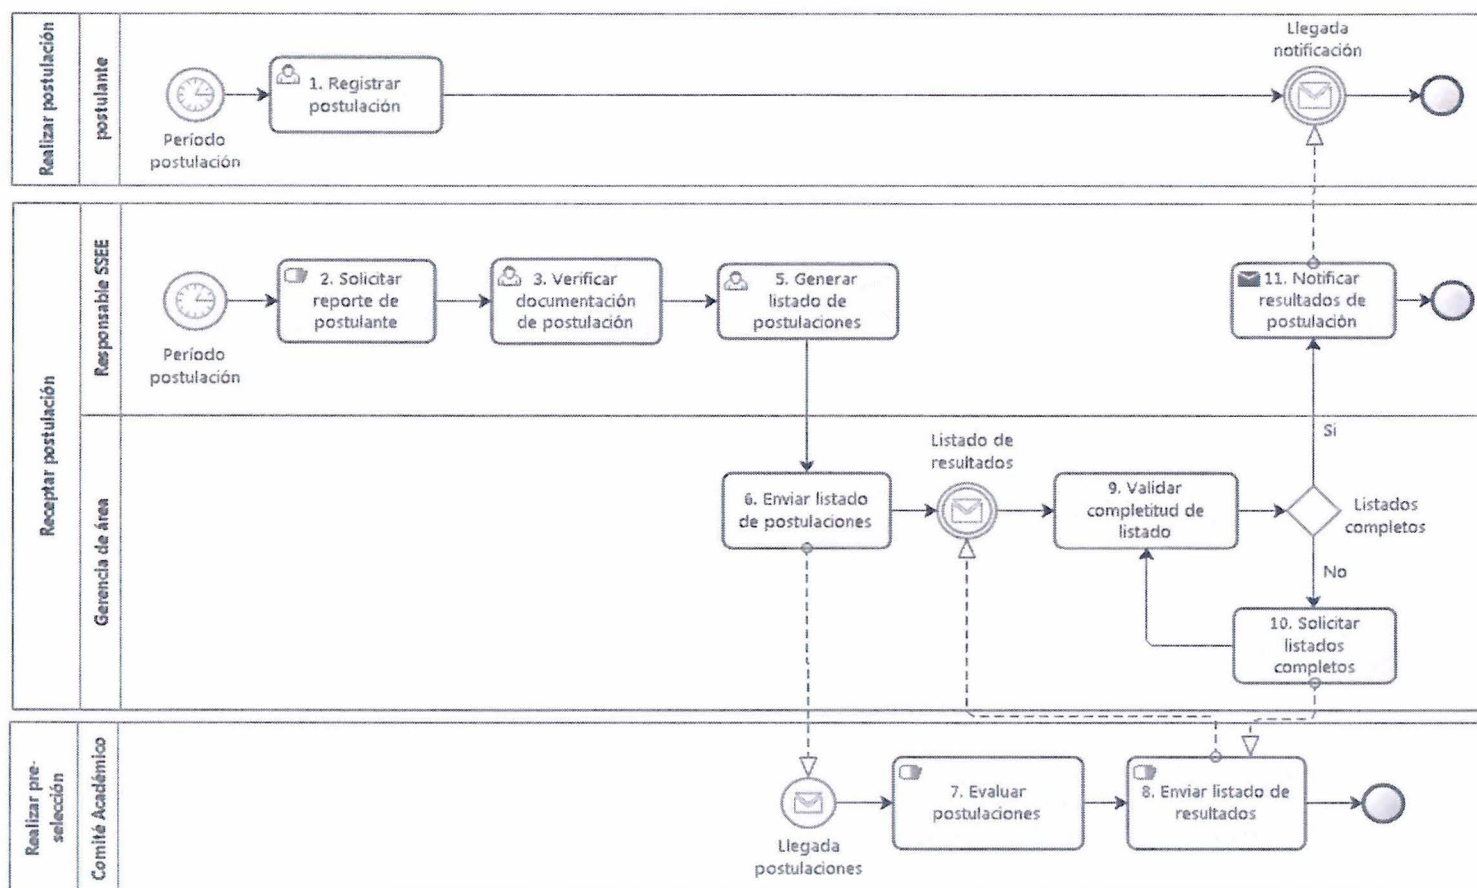 Realizar postulación
postulante
Período
postulación
1. Registrar
postulación
Llegada
notificación
Receptar postulación
Responsable SSEE
Período
postulación
2. Solicitar
reporte de
postulante
3. Verificar
documentación
de postulación
5. Generar
listado de
postulaciones
11. Notificar
resultados de
postulación
Gerencia de área
6. Enviar listado
de postulaciones
Listado de
resultados
9. Validar
completitud de
listado
Si
Listados
completos
No
10. Solicitar
listados
completos
Realizar pre-
selección
Comité Académico
Llegada
postulaciones
7. Evaluar
postulaciones
8. Enviar listado de
resultados